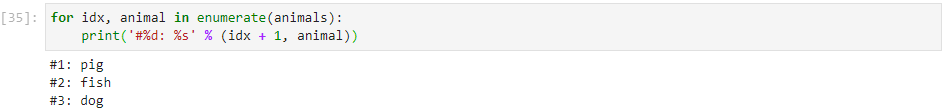 [35]: for idx, animal in enumerate(animals):
    print('#%d: %s' % (idx + 1, animal))
#1: pig
#2: fish
#3: dog